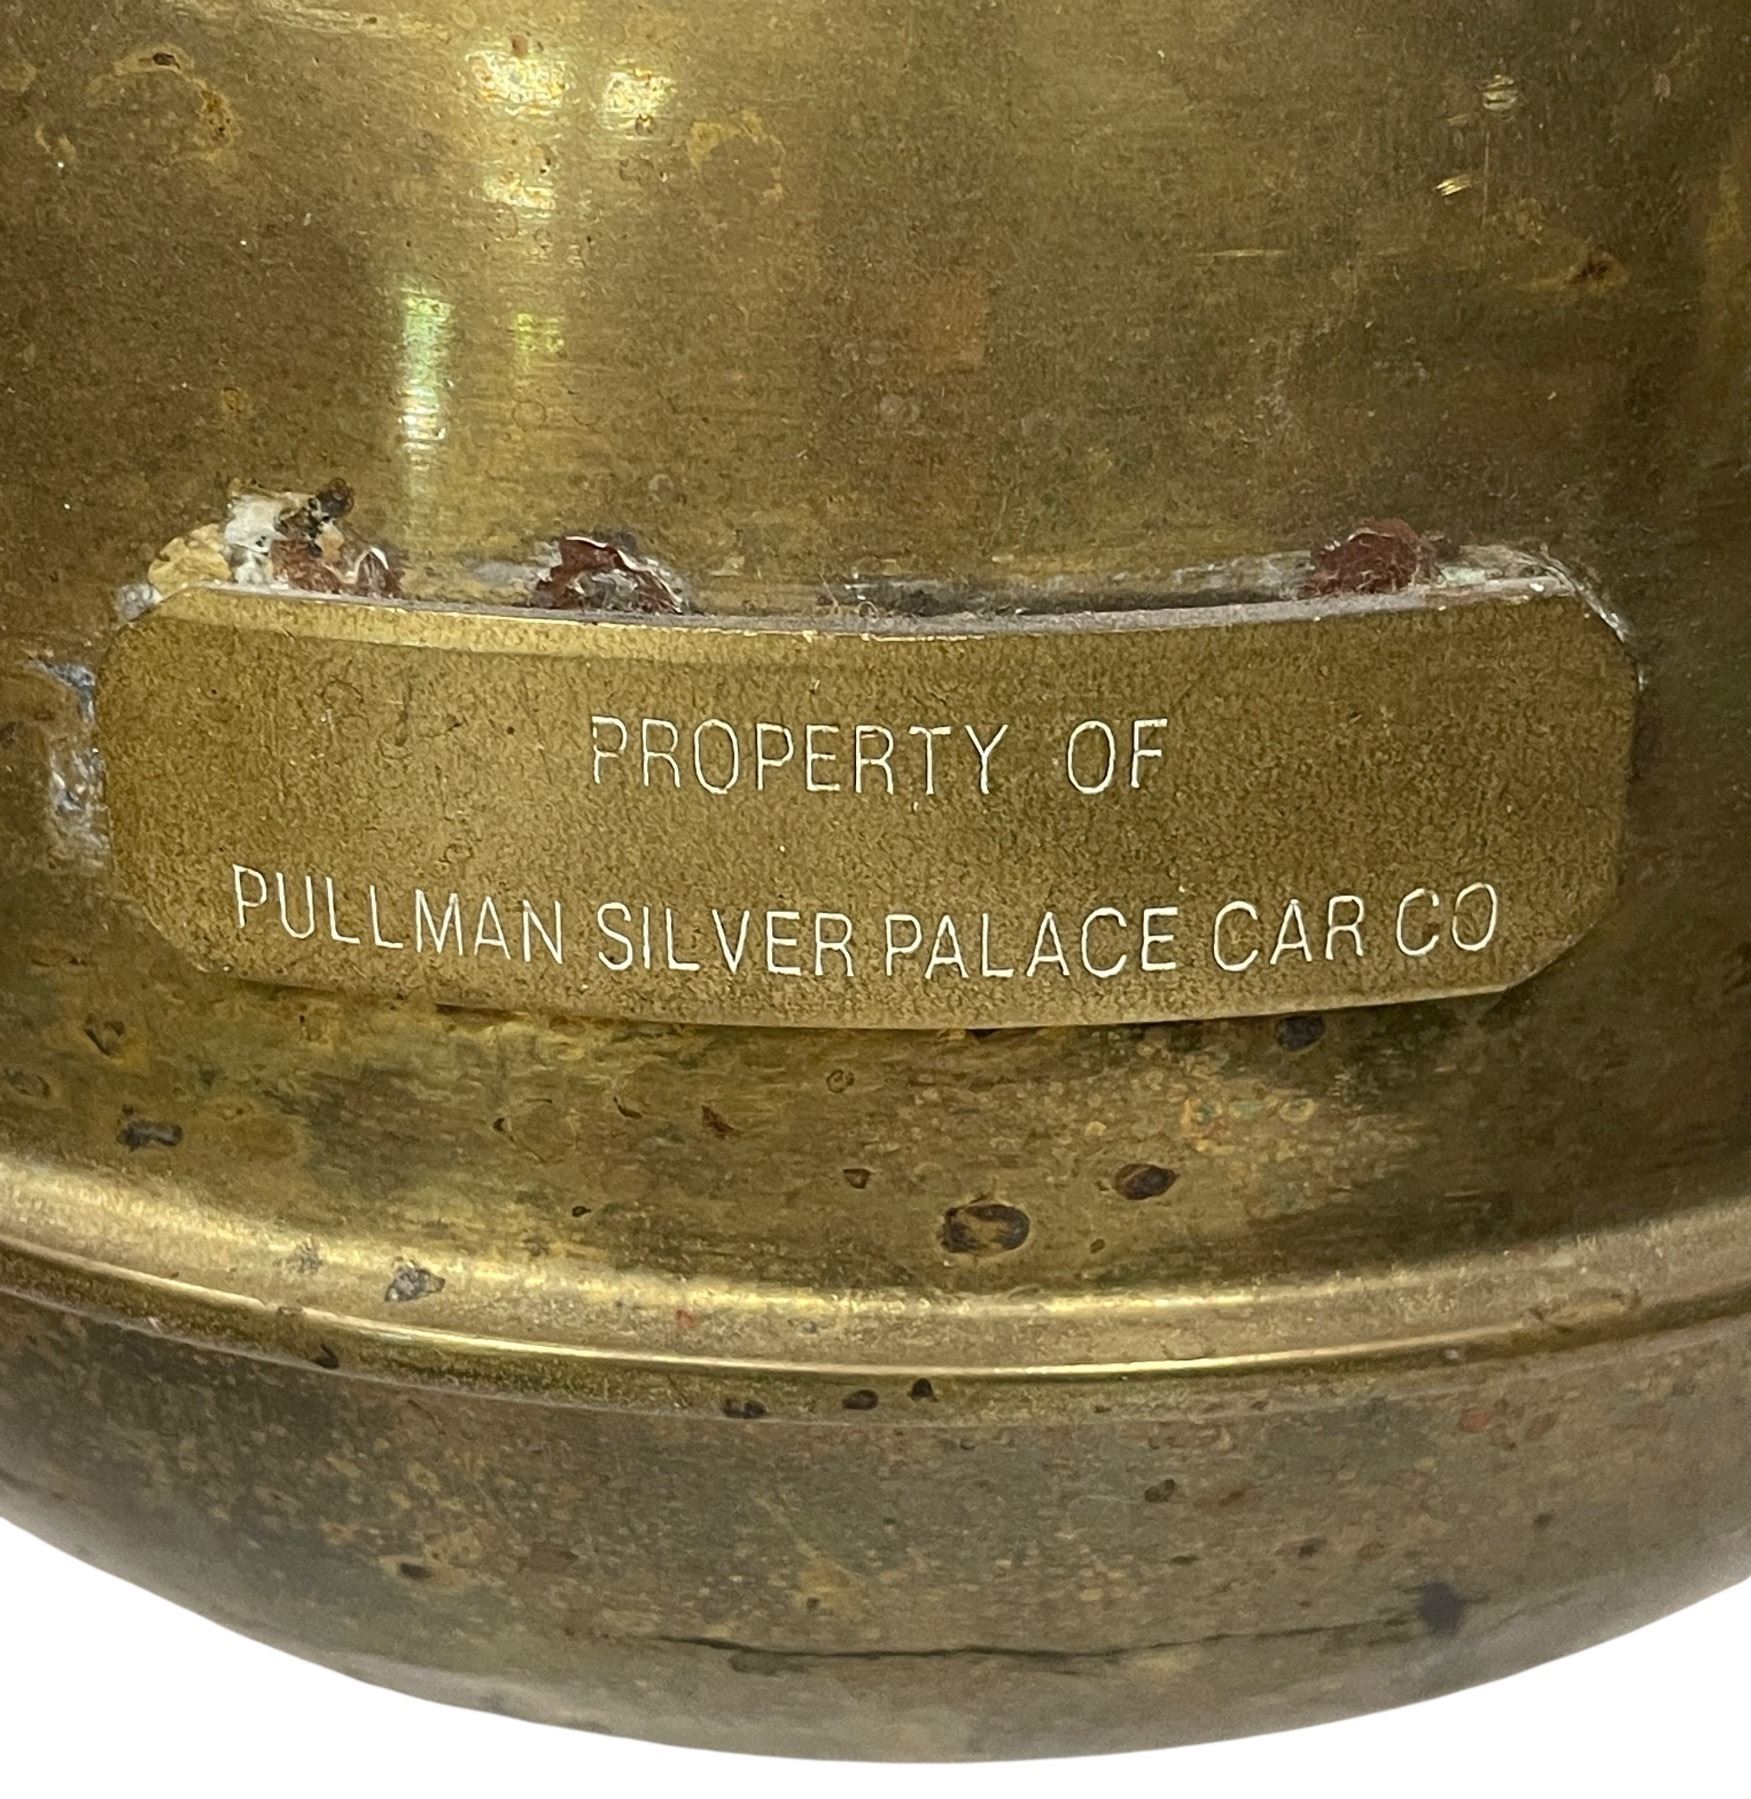 PROPERTY OF
PULLMAN SILVER PALACE CAR CO